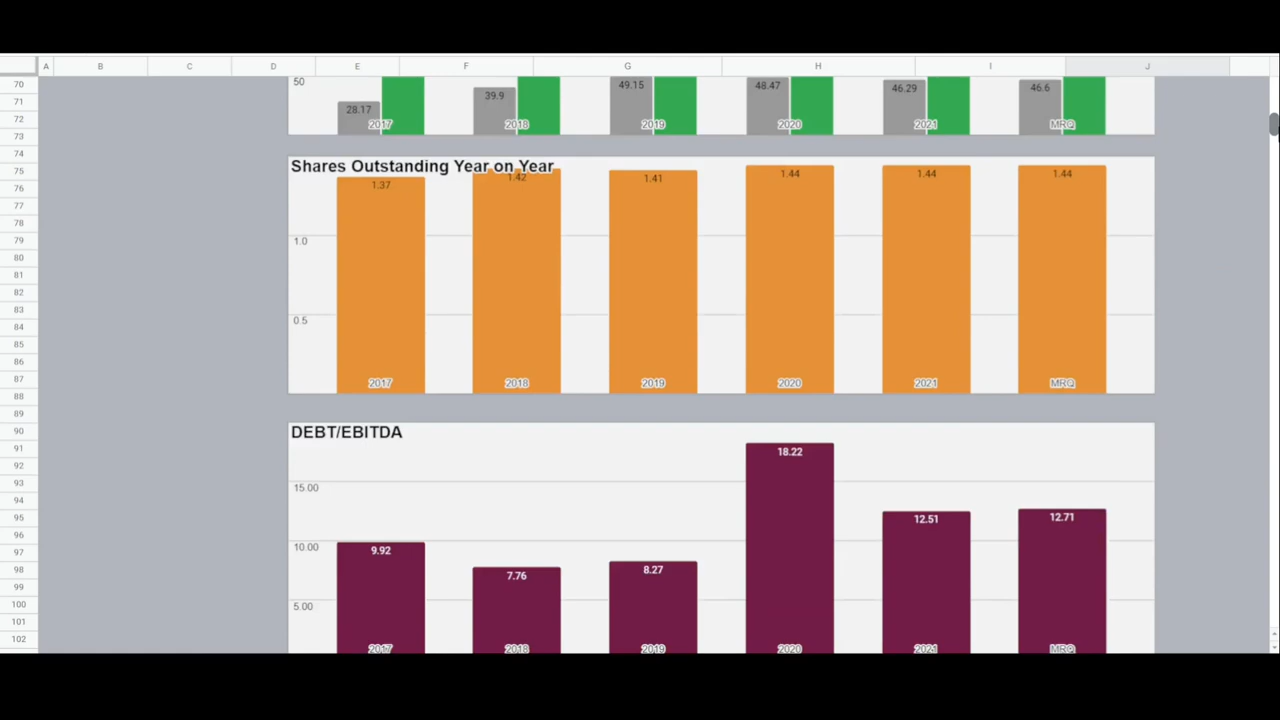 A B C D E F G H I J
70 50
71 28.17 39.9 49.15 48.47 46.29 46.6
72 2017 2018 2019 2020 2021 MRQ
73
74
75 Shares Outstanding Year on Year
76 1.37 1.42 1.41 1.44 1.44 1.44
77
78
79 1.0
80
81
82
83
84 0.5
85
86
87 2017 2018 2019 2020 2021 MRQ
88
89
90 DEBT/EBITDA
91 18.22
92
93 15.00
94
95 12.51 12.71
96
97 10.00 9.92
98 7.76 8.27
99
100 5.00
101
102 2017 2018 2019 2020 2021 MRQ